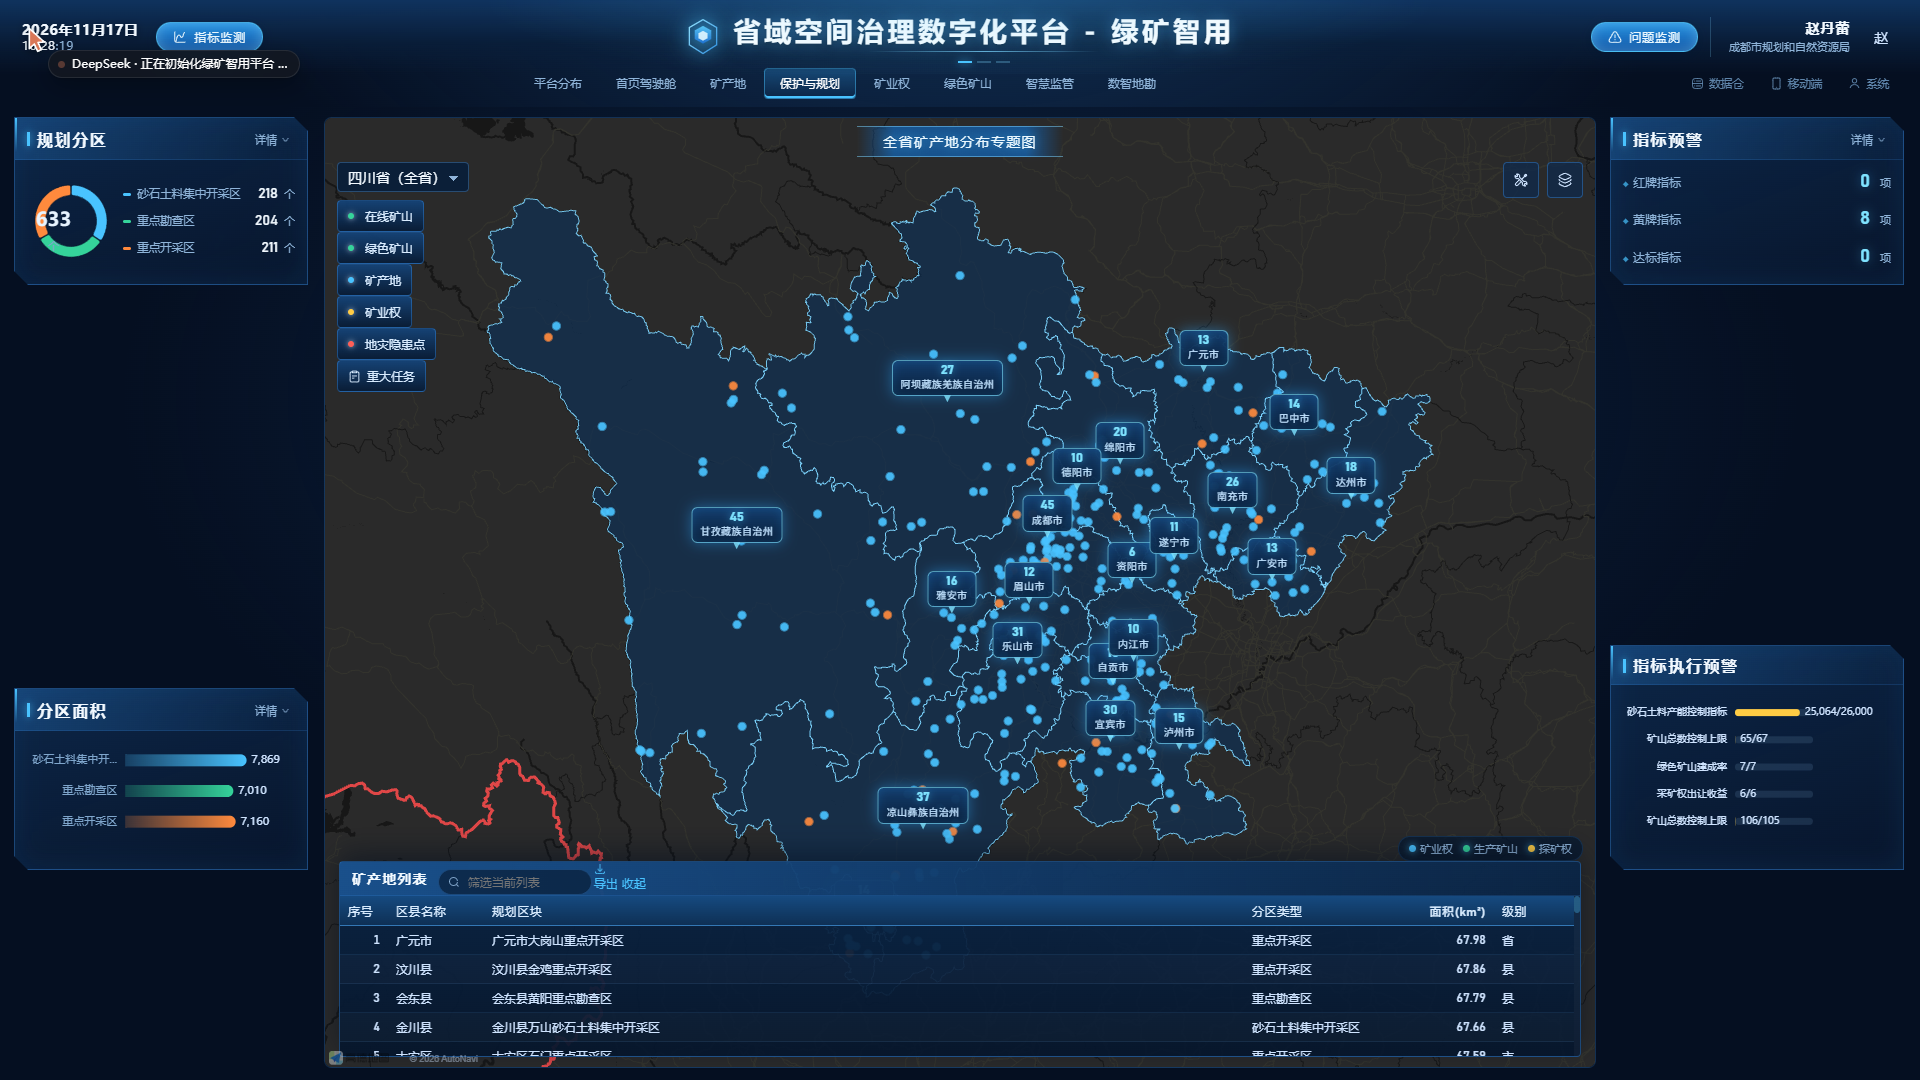 2026年11月17日
28:19
指标监测
DeepSeek · 正在初始化绿矿智用平台 ...
省域空间治理数字化平台 - 绿矿智用
问题监测
赵丹蕾
成都市规划和自然资源局
赵
平台分布
首页驾驶舱
矿产地
保护与规划
矿业权
绿色矿山
智慧监管
数智地勘
数据仓
移动端
系统
规划分区
详情
633
砂石土料集中开采区 218 个
重点勘查区 204 个
重点开采区 211 个
分区面积
详情
砂石土料集中开... 7,869
重点勘查区 7,010
重点开采区 7,160
全省矿产地分布专题图
四川省（全省）
在线矿山
绿色矿山
矿产地
矿业权
地灾隐患点
重大任务
13
广元市
27
阿坝藏族羌族自治州
14
巴中市
20
绵阳市
10
德阳市
18
达州市
26
南充市
45
成都市
45
甘孜藏族自治州
11
遂宁市
6
资阳市
13
广安市
12
眉山市
16
雅安市
31
乐山市
10
内江市
自贡市
30
宜宾市
15
泸州市
37
凉山彝族自治州
矿业权
生产矿山
探矿权
矿产地列表
筛选当前列表
导出 收起
序号 区县名称 规划区块 分区类型 面积(km²) 级别
1 广元市 广元市大岗山重点开采区 重点开采区 67.98 省
2 汶川县 汶川县金鸡重点开采区 重点开采区 67.86 县
3 会东县 会东县黄阳重点勘查区 重点勘查区 67.79 县
4 金川县 金川县万山砂石土料集中开采区 砂石土料集中开采区 67.66 县
© 2026 AutoNavi
指标预警
详情
红牌指标 0 项
黄牌指标 8 项
达标指标 0 项
指标执行预警
砂石土料产能控制指标 25,064/26,000
矿山总数控制上限 65/67
绿色矿山建成率 7/7
采矿权出让收益 6/6
矿山总数控制上限 106/105